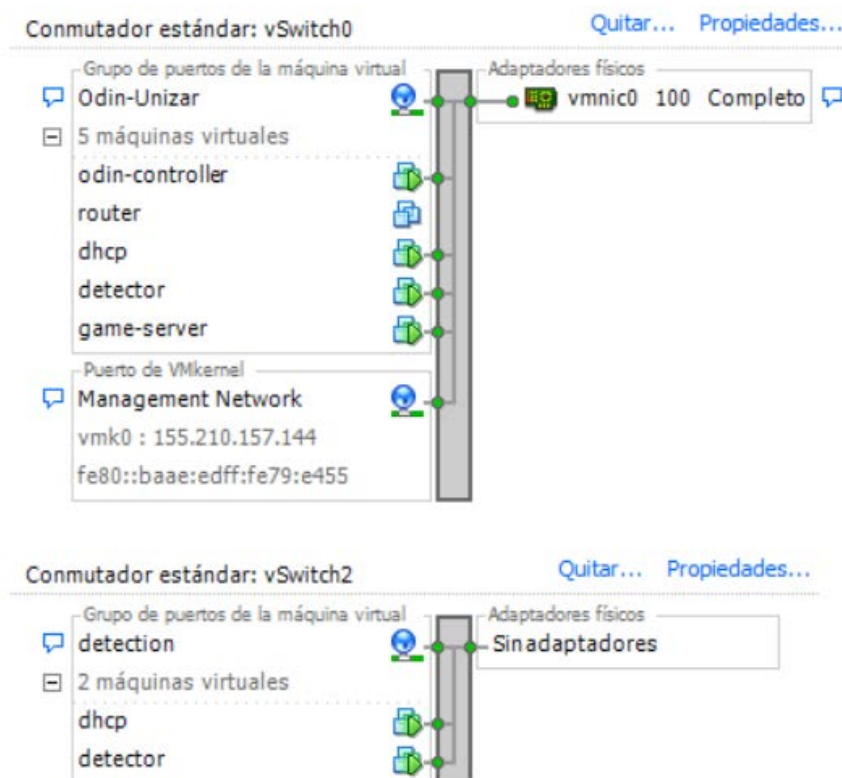 Conmutador estándar: vSwitch0 Quitar... Propiedades...
Grupo de puertos de la máquina virtual Adaptadores físicos
Odin-Unizar vmnic0 100 Completo
5 máquinas virtuales
odin-controller
router
dhcp
detector
game-server
Puerto de VMkernel
Management Network
vmk0 : 155.210.157.144
fe80::baae:edff:fe79:e455
Conmutador estándar: vSwitch2 Quitar... Propiedades...
Grupo de puertos de la máquina virtual Adaptadores físicos
detection Sin adaptadores
2 máquinas virtuales
dhcp
detector